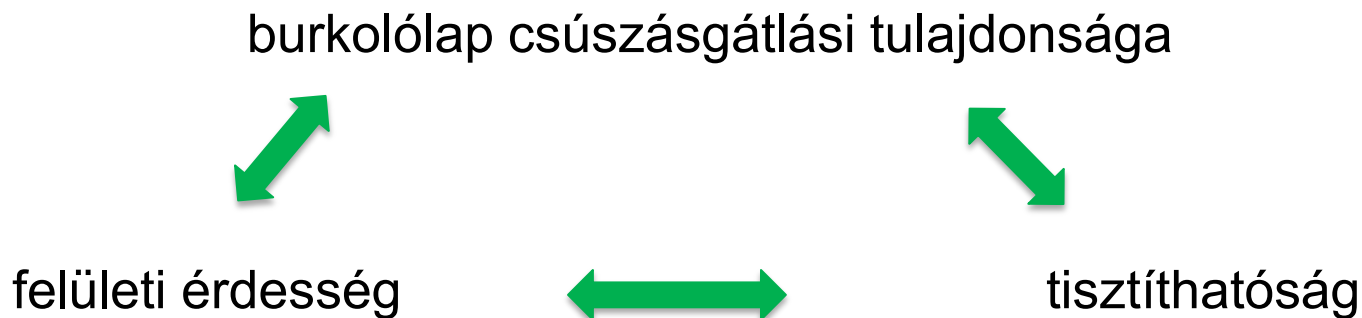 burkolólap csúszásgátlási tulajdonsága
felületi érdesség
tisztíthatóság